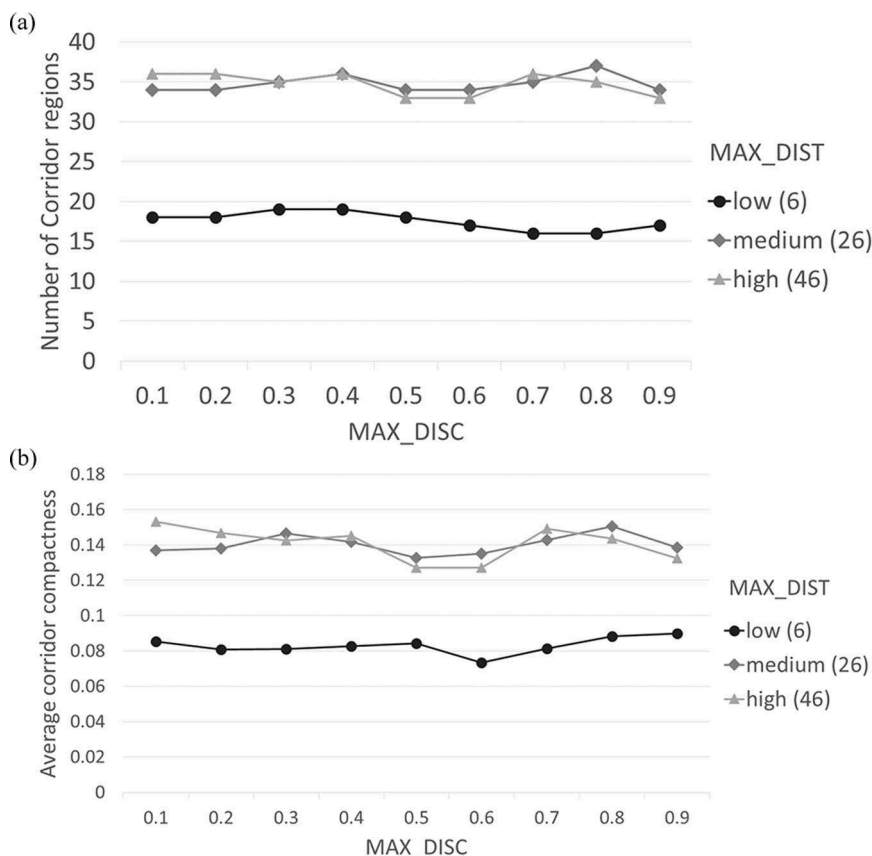 (a)
Number of Corridor regions
40
35
30
25
20
15
10
5
0
0.1 0.2 0.3 0.4 0.5 0.6 0.7 0.8 0.9
MAX_DISC
MAX_DIST
low (6)
medium (26)
high (46)
(b)
Average corridor compactness
0.18
0.16
0.14
0.12
0.1
0.08
0.06
0.04
0.02
0
0.1 0.2 0.3 0.4 0.5 0.6 0.7 0.8 0.9
MAX_DISC
MAX_DIST
low (6)
medium (26)
high (46)